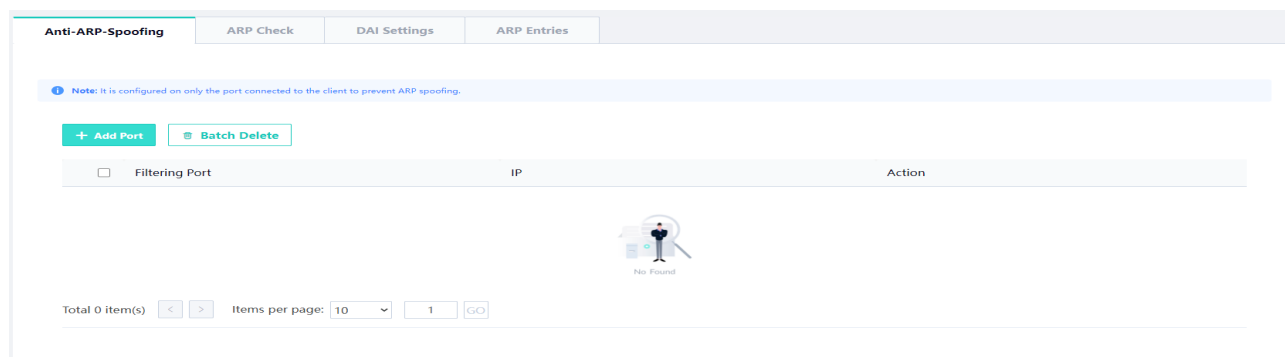 Anti-ARP-Spoofing ARP Check DAI Settings ARP Entries
Note: It is configured on only the port connected to the client to prevent ARP spoofing.
+ Add Port Batch Delete
Filtering Port IP Action
No Found
Total 0 item(s) < > Items per page: 10 1 GO